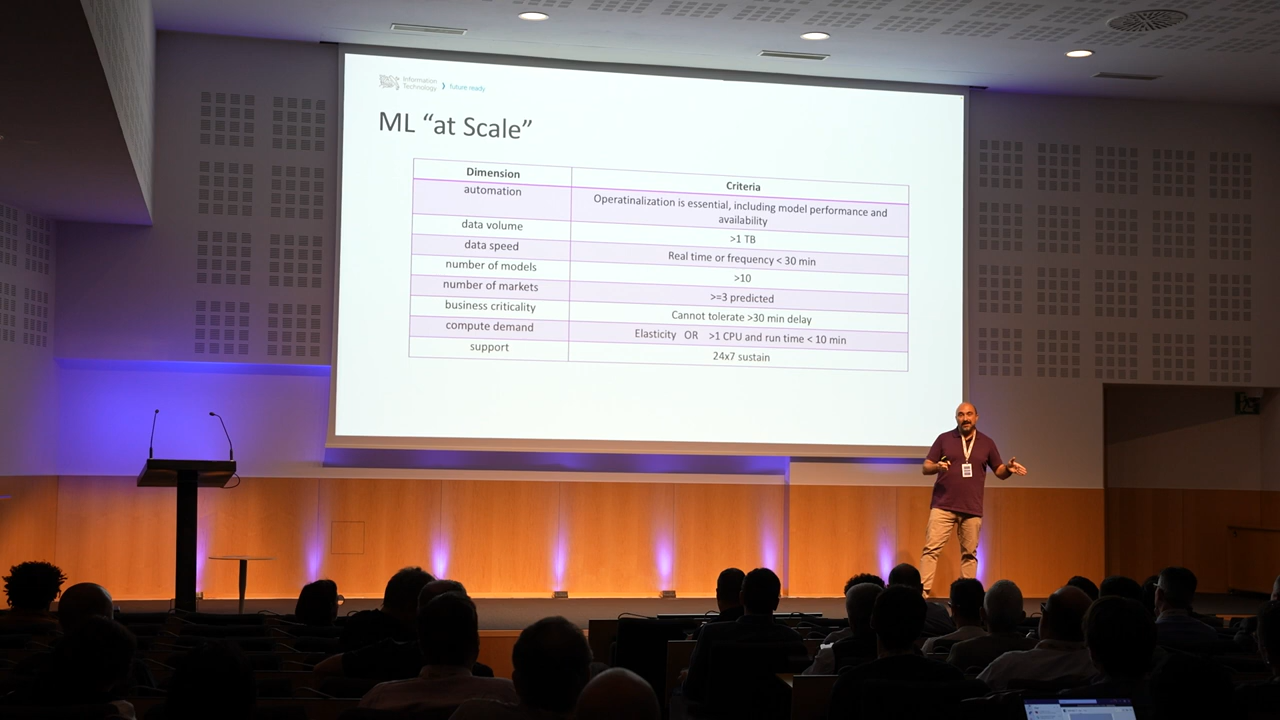 Information
Technology
future ready
ML “at Scale”
Dimension Criteria
automation Operatinalization is essential, including model performance and
availability
data volume >1 TB
data speed Real time or frequency < 30 min
number of models >10
number of markets >=3 predicted
business criticality Cannot tolerate >30 min delay
compute demand Elasticity OR >1 CPU and run time < 10 min
support 24x7 sustain